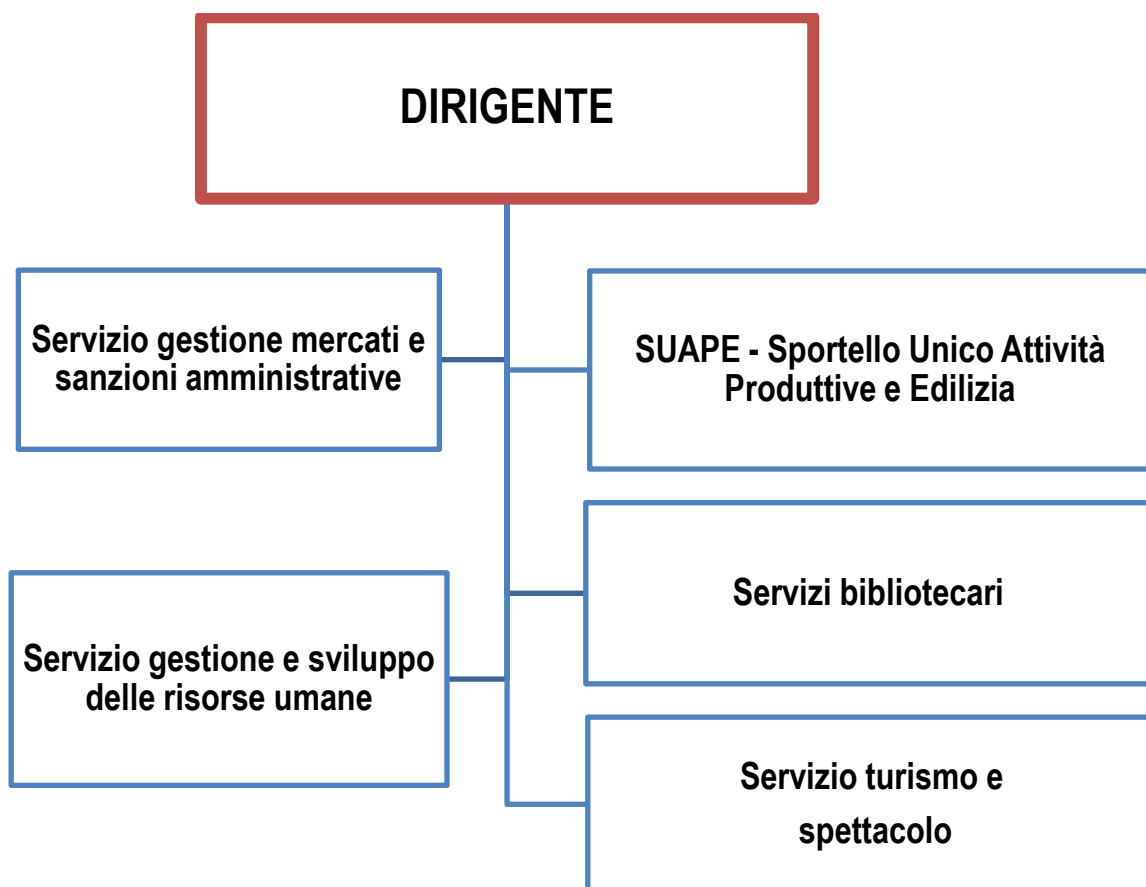 DIRIGENTE
Servizio gestione mercati e
sanzioni amministrative
SUAPE - Sportello Unico Attività
Produttive e Edilizia
Servizi bibliotecari
Servizio gestione e sviluppo
delle risorse umane
Servizio turismo e
spettacolo